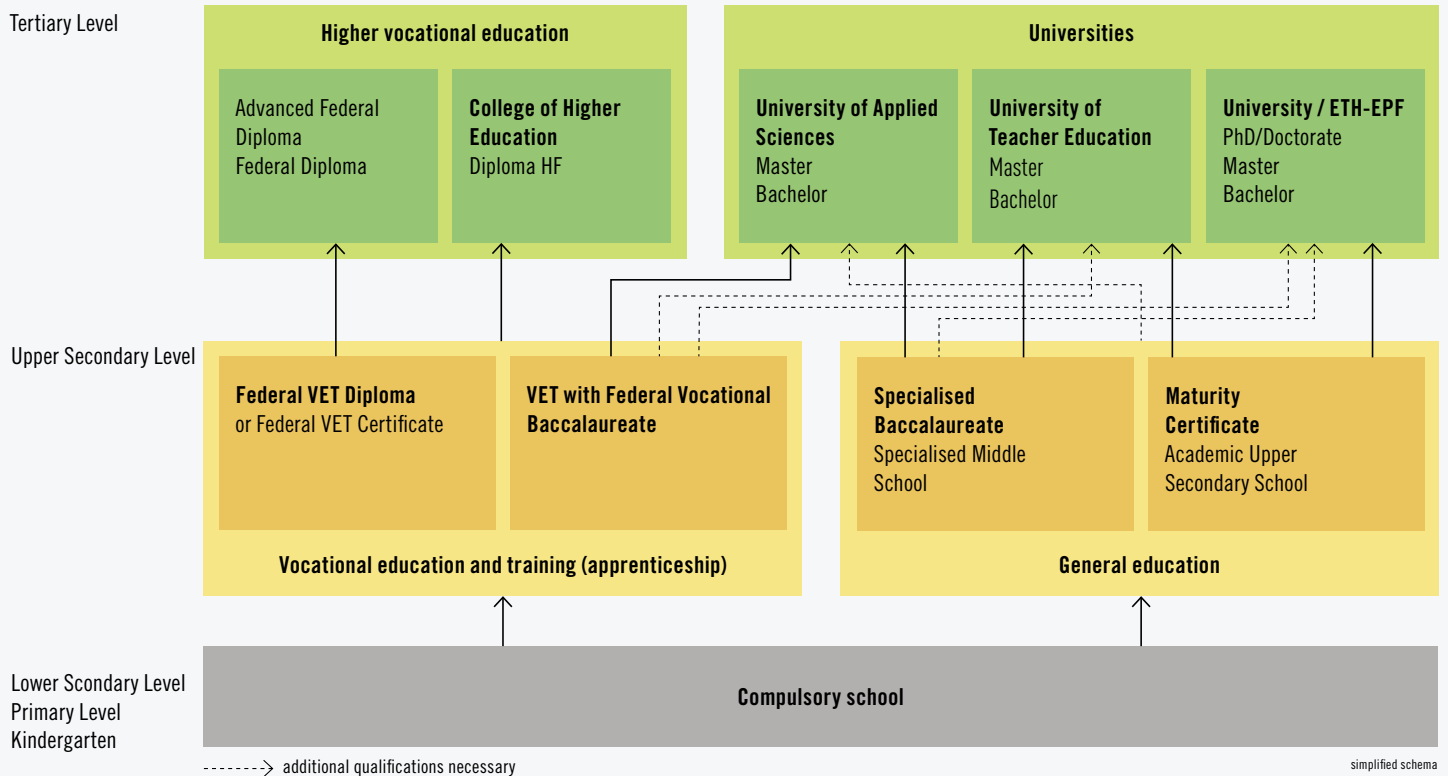 Tertiary Level
Higher vocational education
Universities
Advanced Federal
Diploma
Federal Diploma
College of Higher
Education
Diploma HF
University of Applied
Sciences
Master
Bachelor
University of
Teacher Education
Master
Bachelor
University / ETH-EPF
PhD/Doctorate
Master
Bachelor
Upper Secondary Level
Federal VET Diploma
or Federal VET Certificate
VET with Federal Vocational
Baccalaureate
Specialised
Baccalaureate
Specialised Middle
School
Maturity
Certificate
Academic Upper
Secondary School
Vocational education and training (apprenticeship)
General education
Lower Scondary Level
Primary Level
Kindergarten
Compulsory school
additional qualifications necessary
simplified schema